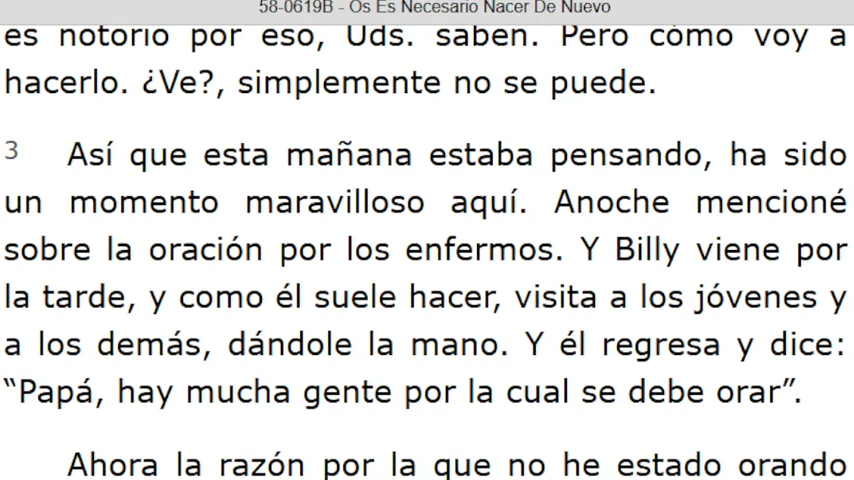 58-0619B - Os Es Necesario Nacer De Nuevo
es notorio por eso, Uds. saben. Pero cómo voy a
hacerlo. ¿Ve?, simplemente no se puede.
3 Así que esta mañana estaba pensando, ha sido
un momento maravilloso aquí. Anoche mencioné
sobre la oración por los enfermos. Y Billy viene por
la tarde, y como él suele hacer, visita a los jóvenes y
a los demás, dándole la mano. Y él regresa y dice:
“Papá, hay mucha gente por la cual se debe orar”.
Ahora la razón por la que no he estado orando